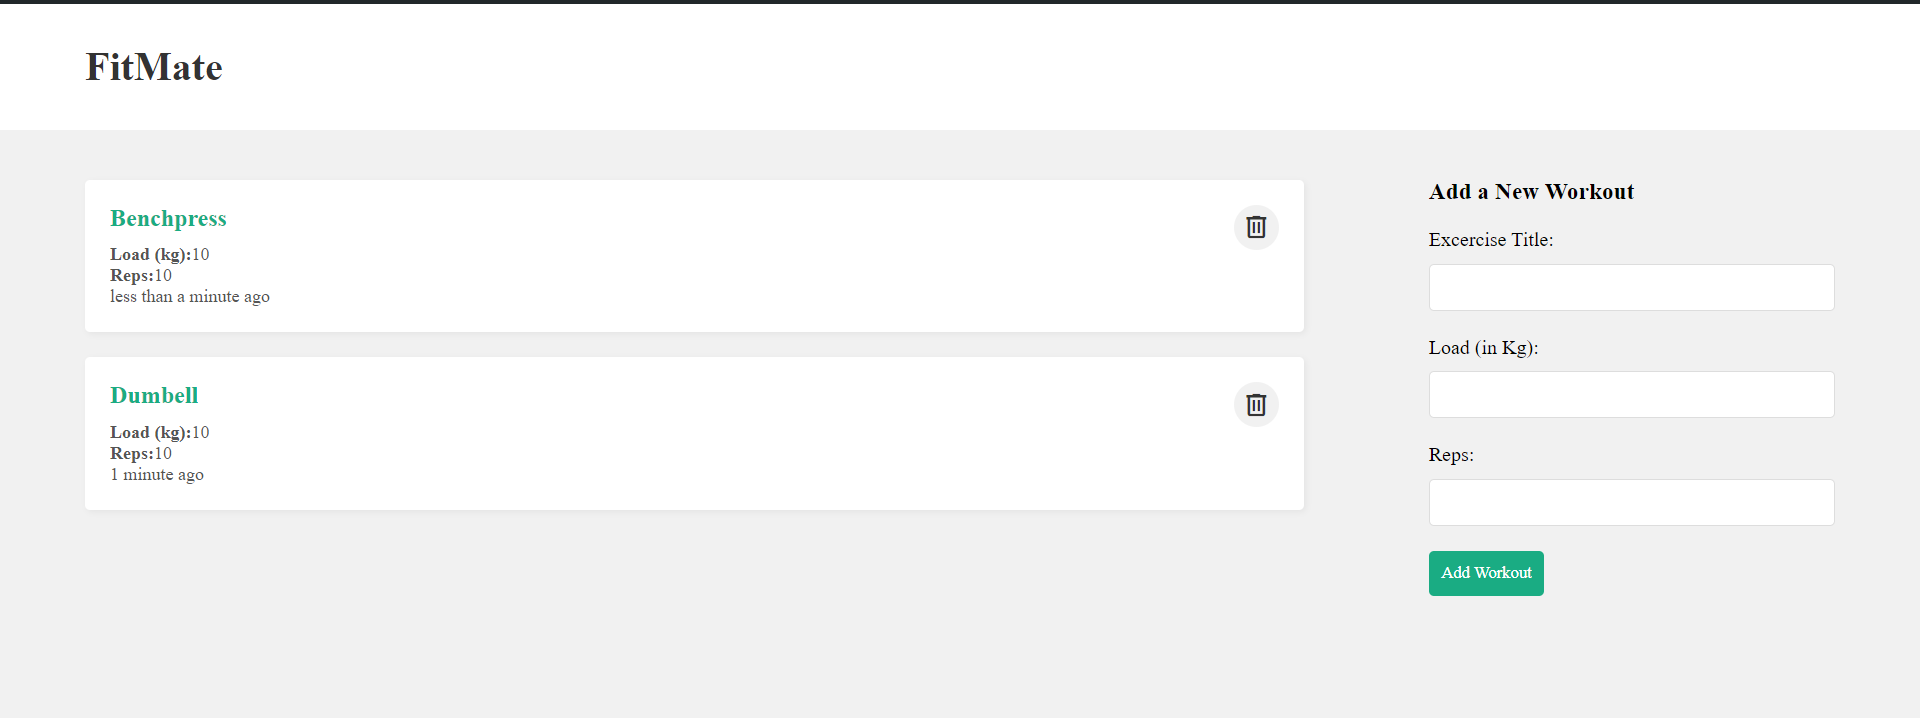 FitMate
Benchpress
Load (kg):10
Reps:10
less than a minute ago
Dumbell
Load (kg):10
Reps:10
1 minute ago
Add a New Workout
Excercise Title:
Load (in Kg):
Reps:
Add Workout